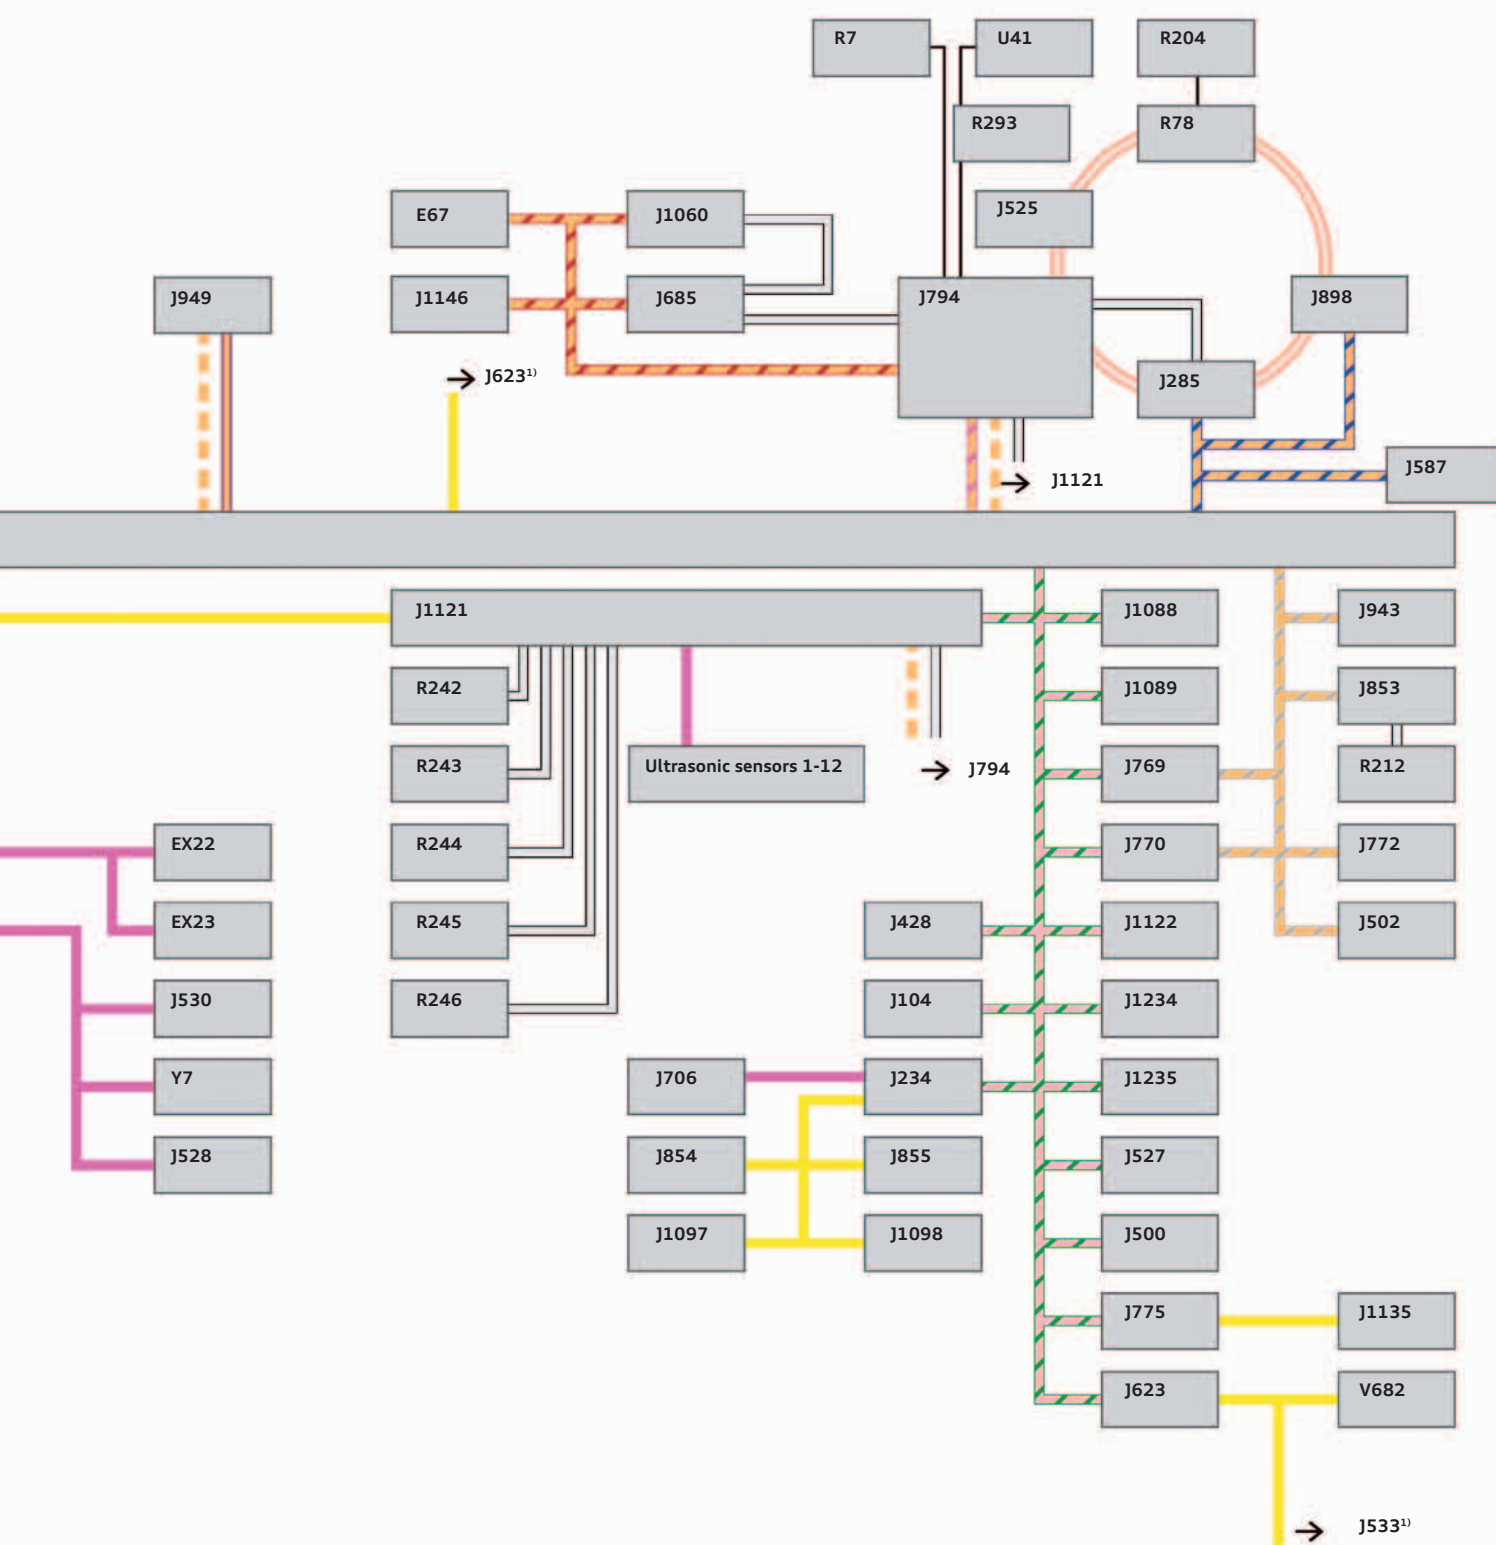 R7 U41 R204
R293 R78
E67 J1060 J525
J949 J1146 J685 J794 J898
J623¹⁾ J285
J1121 J587
J1121 J1088 J943
R242 J1089 J853
R243 Ultrasonic sensors 1-12 J794 J769 R212
EX22 R244 J770 J772
EX23 R245 J428 J1122 J502
J530 R246 J104 J1234
Y7 J706 J234 J1235
J528 J854 J855 J527
J1097 J1098 J500
J775 J1135
J623 V682
J533¹⁾